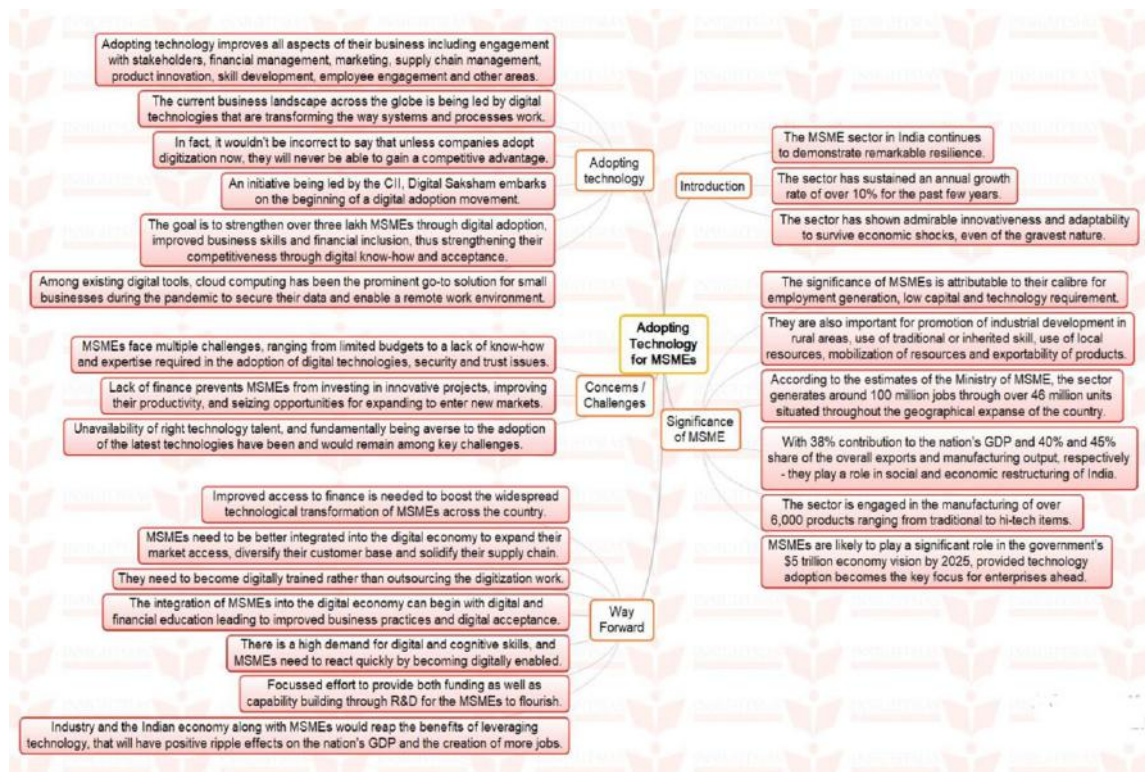 Adopting
Technology
for MSMEs
Introduction
The MSME sector in India continues
to demonstrate remarkable resilience.
The sector has sustained an annual growth
rate of over 10% for the past few years.
The sector has shown admirable innovativeness and adaptability
to survive economic shocks, even of the gravest nature.
Significance
of MSME
The significance of MSMEs is attributable to their calibre for
employment generation, low capital and technology requirement.
They are also important for promotion of industrial development in
rural areas, use of traditional or inherited skill, use of local
resources, mobilization of resources and exportability of products.
According to the estimates of the Ministry of MSME, the sector
generates around 100 million jobs through over 46 million units
situated throughout the geographical expanse of the country.
With 38% contribution to the nation's GDP and 40% and 45%
share of the overall exports and manufacturing output, respectively
- they play a role in social and economic restructuring of India.
The sector is engaged in the manufacturing of over
6,000 products ranging from traditional to hi-tech items.
MSMEs are likely to play a significant role in the government's
$5 trillion economy vision by 2025, provided technology
adoption becomes the key focus for enterprises ahead.
Adopting
technology
Adopting technology improves all aspects of their business including engagement
with stakeholders, financial management, marketing, supply chain management,
product innovation, skill development, employee engagement and other areas.
The current business landscape across the globe is being led by digital
technologies that are transforming the way systems and processes work.
In fact, it wouldn't be incorrect to say that unless companies adopt
digitization now, they will never be able to gain a competitive advantage.
An initiative being led by the CII, Digital Saksham embarks
on the beginning of a digital adoption movement.
The goal is to strengthen over three lakh MSMEs through digital adoption,
improved business skills and financial inclusion, thus strengthening their
competitiveness through digital know-how and acceptance.
Among existing digital tools, cloud computing has been the prominent go-to solution for small
businesses during the pandemic to secure their data and enable a remote work environment.
Concerns /
Challenges
MSMEs face multiple challenges, ranging from limited budgets to a lack of know-how
and expertise required in the adoption of digital technologies, security and trust issues.
Lack of finance prevents MSMEs from investing in innovative projects, improving
their productivity, and seizing opportunities for expanding to enter new markets.
Unavailability of right technology talent, and fundamentally being averse to the adoption
of the latest technologies have been and would remain among key challenges.
Way
Forward
Improved access to finance is needed to boost the widespread
technological transformation of MSMEs across the country.
MSMEs need to be better integrated into the digital economy to expand their
market access, diversify their customer base and solidify their supply chain.
They need to become digitally trained rather than outsourcing the digitization work.
The integration of MSMEs into the digital economy can begin with digital and
financial education leading to improved business practices and digital acceptance.
There is a high demand for digital and cognitive skills, and
MSMEs need to react quickly by becoming digitally enabled.
Focussed effort to provide both funding as well as
capability building through R&D for the MSMEs to flourish.
Industry and the Indian economy along with MSMEs would reap the benefits of leveraging
technology, that will have positive ripple effects on the nation's GDP and the creation of more jobs.